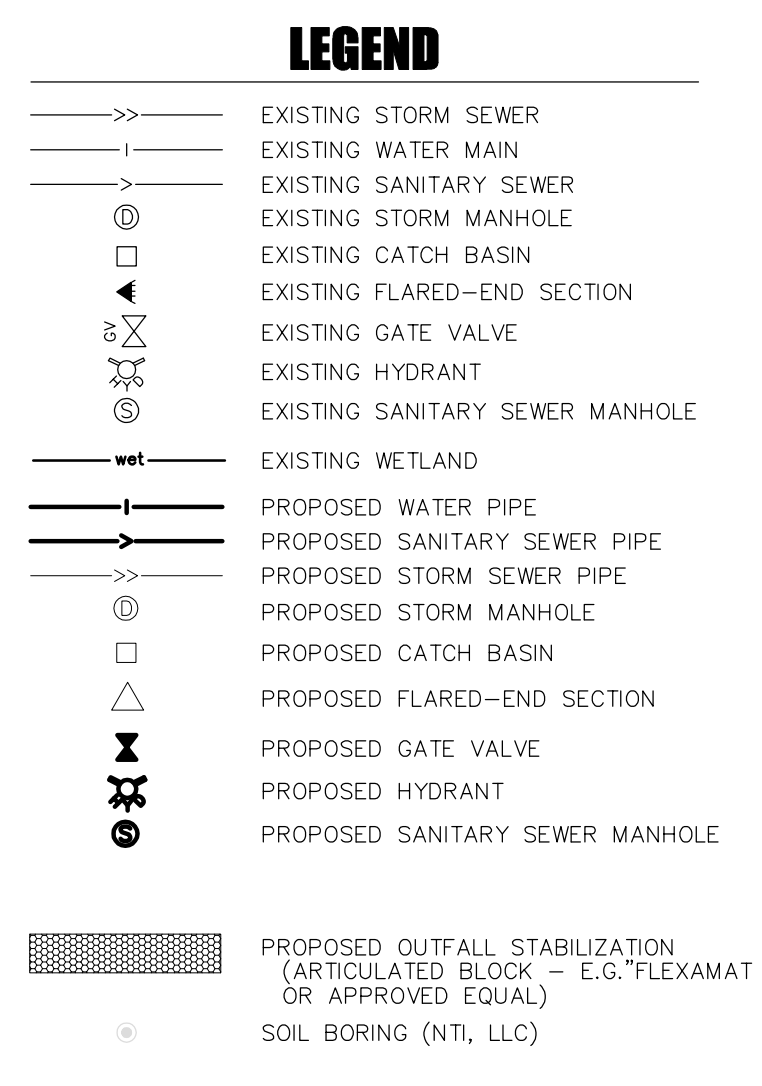 LEGEND
>> EXISTING STORM SEWER
I EXISTING WATER MAIN
> EXISTING SANITARY SEWER
D EXISTING STORM MANHOLE
EXISTING CATCH BASIN
EXISTING FLARED-END SECTION
GV EXISTING GATE VALVE
HYD EXISTING HYDRANT
S EXISTING SANITARY SEWER MANHOLE
wet EXISTING WETLAND
I PROPOSED WATER PIPE
> PROPOSED SANITARY SEWER PIPE
>> PROPOSED STORM SEWER PIPE
D PROPOSED STORM MANHOLE
PROPOSED CATCH BASIN
PROPOSED FLARED-END SECTION
PROPOSED GATE VALVE
HYD PROPOSED HYDRANT
S PROPOSED SANITARY SEWER MANHOLE
PROPOSED OUTFALL STABILIZATION
(ARTICULATED BLOCK – E.G."FLEXAMAT
OR APPROVED EQUAL)
SOIL BORING (NTI, LLC)